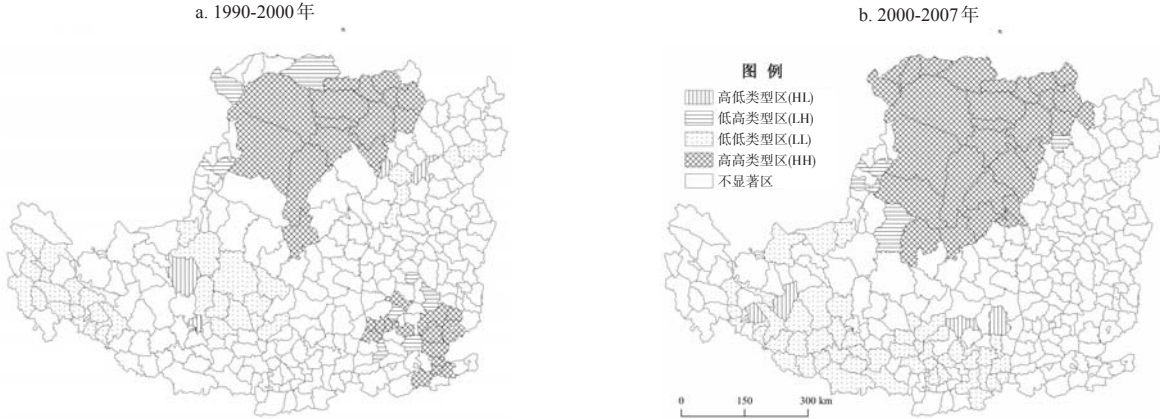 a. 1990-2000年
b. 2000-2007年
图 例
高低类型区(HL)
低高类型区(LH)
低低类型区(LL)
高高类型区(HH)
不显著区
0 150 300 km